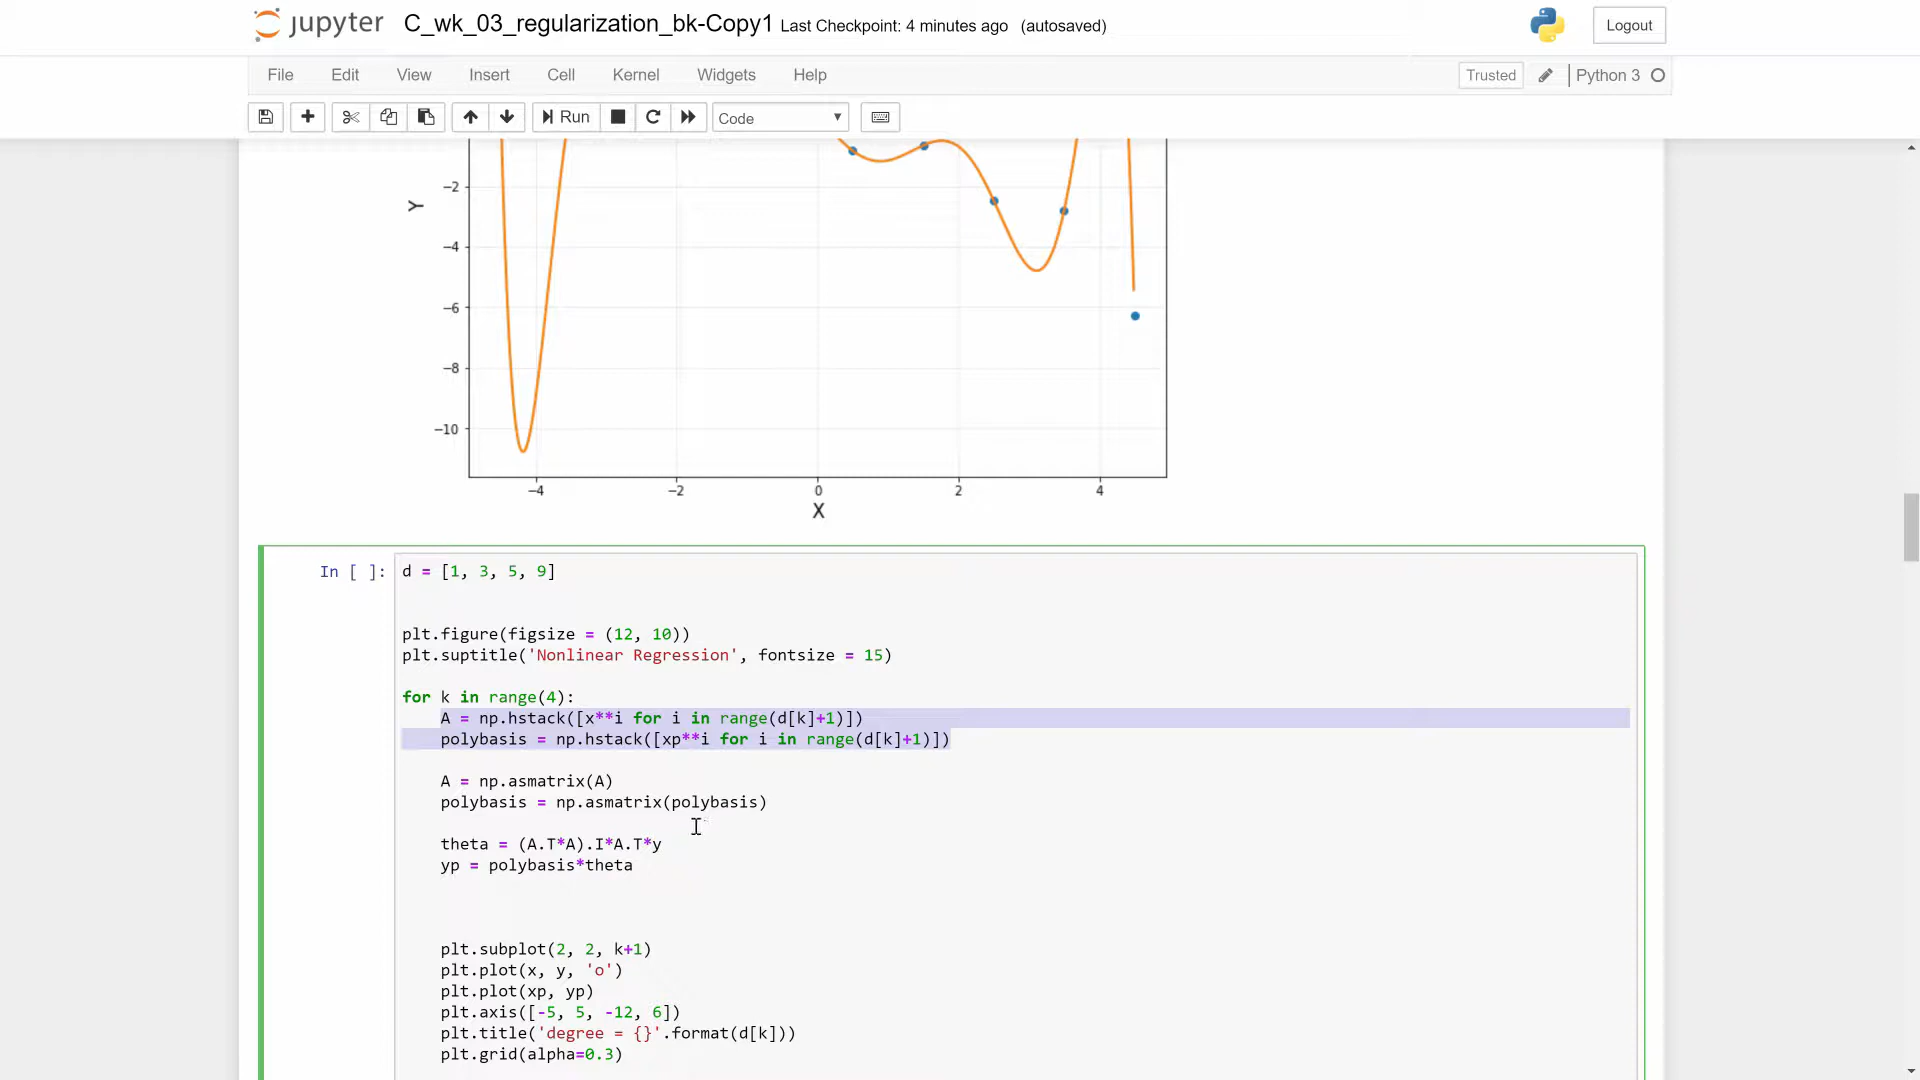 jupyter C_wk_03_regularization_bk-Copy1 Last Checkpoint: 4 minutes ago (autosaved) Logout
File Edit View Insert Cell Kernel Widgets Help Trusted Python 3
Run Code
−2
Y
−4
−6
−8
−10
−4 −2 0 2 4
X
In [ ]: d = [1, 3, 5, 9]
plt.figure(figsize = (12, 10))
plt.suptitle('Nonlinear Regression', fontsize = 15)
for k in range(4):
A = np.hstack([x**i for i in range(d[k]+1)])
polybasis = np.hstack([xp**i for i in range(d[k]+1)])
A = np.asmatrix(A)
polybasis = np.asmatrix(polybasis)
theta = (A.T*A).I*A.T*y
yp = polybasis*theta
plt.subplot(2, 2, k+1)
plt.plot(x, y, 'o')
plt.plot(xp, yp)
plt.axis([-5, 5, -12, 6])
plt.title('degree = {}'.format(d[k]))
plt.grid(alpha=0.3)